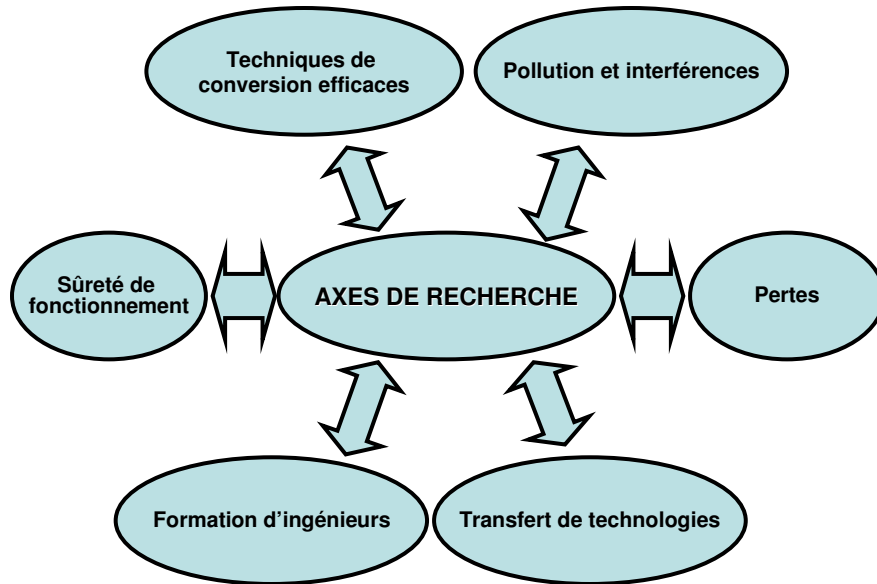 Techniques de
conversion efficaces
Pollution et interférences
Sûreté de
fonctionnement
AXES DE RECHERCHE
Pertes
Formation d’ingénieurs
Transfert de technologies